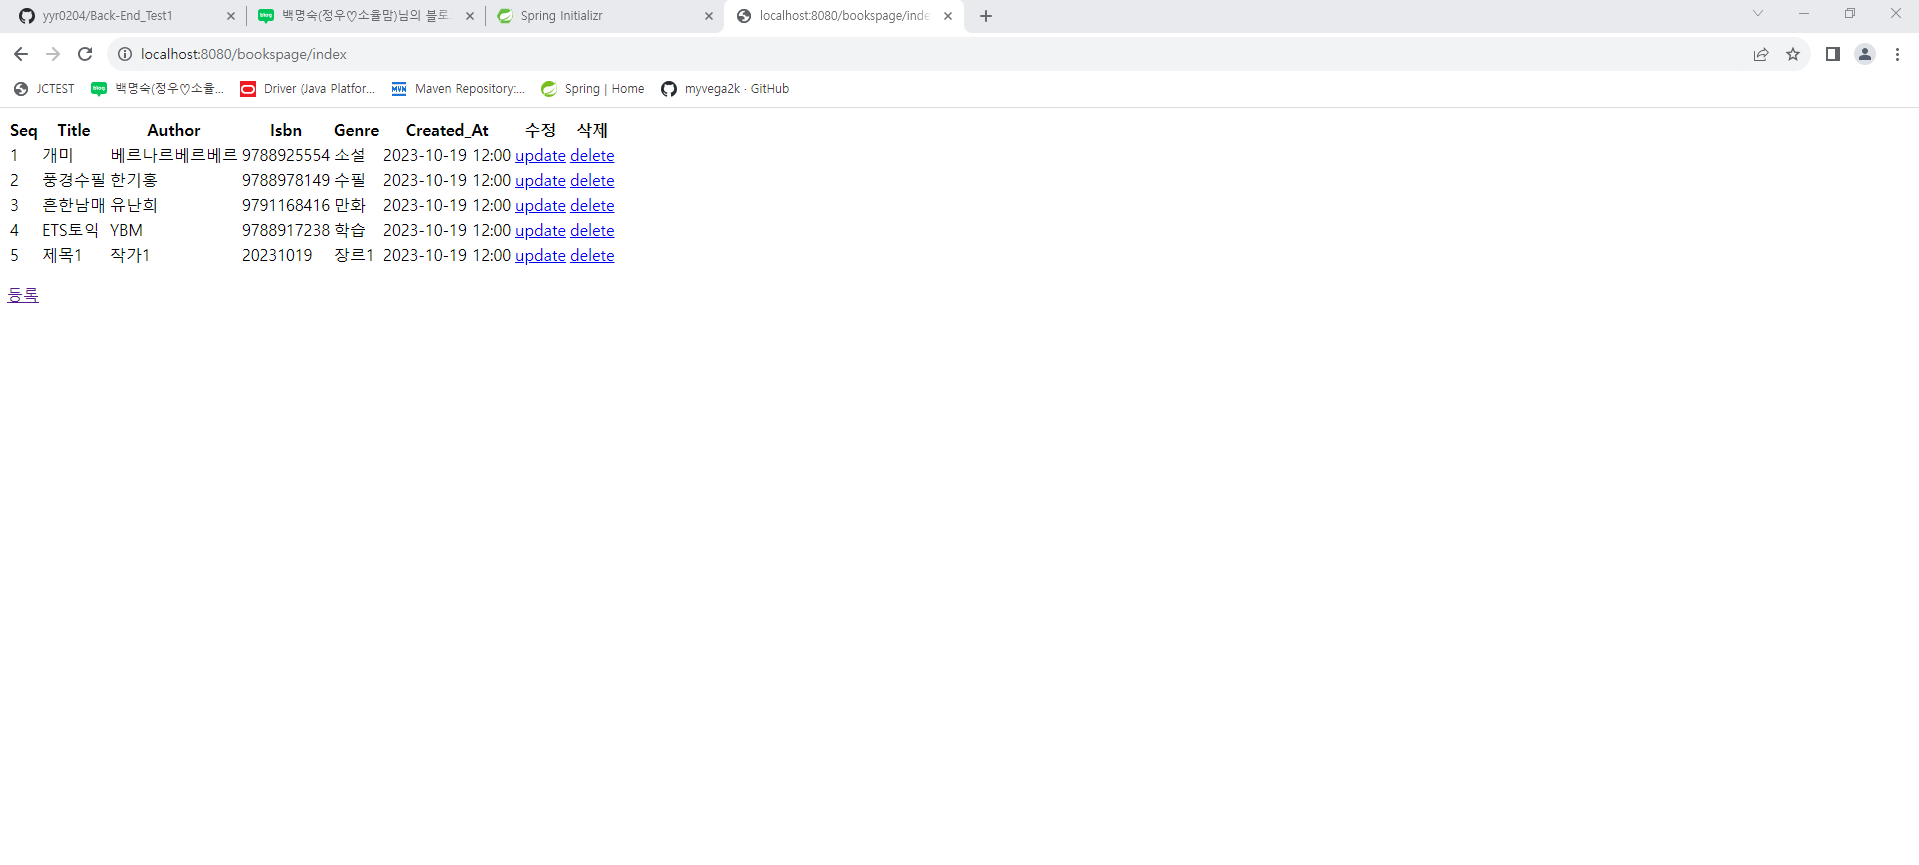 yyr0204/Back-End_Test1 백명숙(정우♡소율맘)님의 블로 Spring Initializr localhost:8080/bookspage/inde
localhost:8080/bookspage/index
JCTEST 백명숙(정우♡소율... Driver (Java Platfor... Maven Repository:... Spring | Home myvega2k · GitHub
Seq Title Author Isbn Genre Created_At 수정 삭제
1 개미 베르나르베르베르 9788925554 소설 2023-10-19 12:00 update delete
2 풍경수필 한기홍 9788978149 수필 2023-10-19 12:00 update delete
3 흔한남매 유난희 9791168416 만화 2023-10-19 12:00 update delete
4 ETS토익 YBM 9788917238 학습 2023-10-19 12:00 update delete
5 제목1 작가1 20231019 장르1 2023-10-19 12:00 update delete
등록